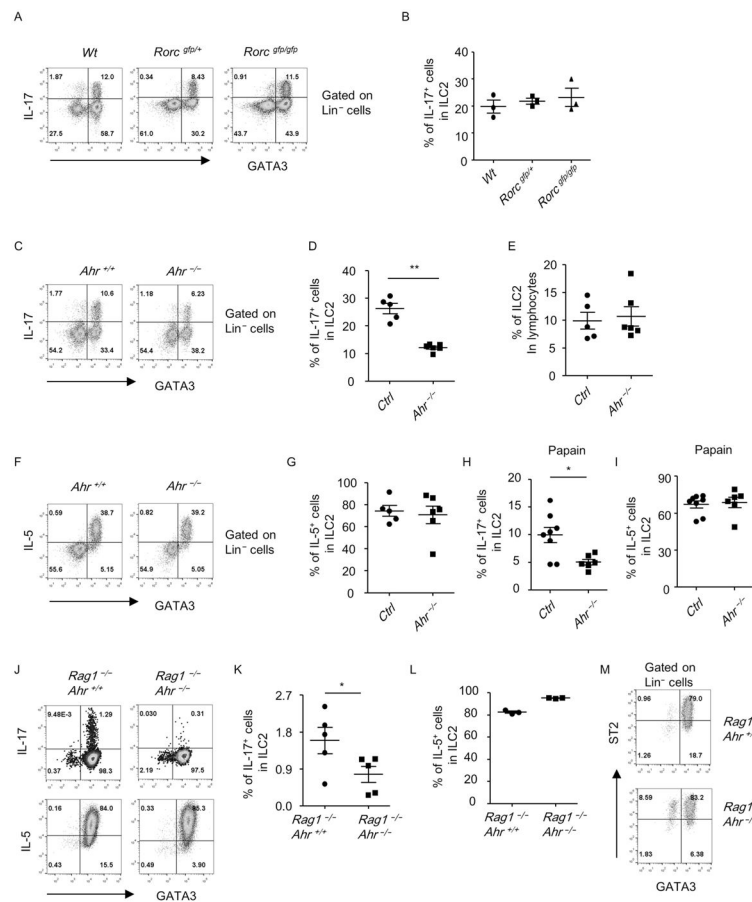 A
Wt
Rorc gfp/+
Rorc gfp/gfp
1.87 12.0
0.34 8.43
0.91 11.5
27.5 58.7
61.0 30.2
43.7 43.9
IL-17
GATA3
Gated on
Lin⁻ cells
B
% of IL-17⁺ cells
in ILC2
40
30
20
10
0
Wt
Rorc gfp/+
Rorc gfp/gfp
C
Ahr +/+
Ahr −/−
1.77 10.6
1.18 6.23
54.2 33.4
54.4 38.2
IL-17
GATA3
Gated on
Lin⁻ cells
D
% of IL-17⁺ cells
in ILC2
40
30
20
10
0
**
Ctrl
Ahr −/−
E
% of ILC2
In lymphocytes
20
15
10
5
0
Ctrl
Ahr −/−
F
Ahr +/+
Ahr −/−
0.59 38.7
0.82 39.2
55.6 5.15
54.9 5.05
IL-5
GATA3
Gated on
Lin⁻ cells
G
% of IL-5⁺ cells
in ILC2
100
80
60
40
20
0
Ctrl
Ahr −/−
H
Papain
% of IL-17⁺ cells
in ILC2
20
15
10
5
0
*
Ctrl
Ahr −/−
I
Papain
% of IL-5⁺ cells
in ILC2
90
60
30
0
Ctrl
Ahr −/−
J
Rag1 −/−
Ahr +/+
Rag1 −/−
Ahr −/−
9.48E-3 1.29
0.030 0.31
0.37 98.3
2.19 97.5
IL-17
0.16 84.0
0.33 85.3
0.43 15.5
0.49 3.90
IL-5
GATA3
K
% of IL-17⁺ cells
in ILC2
2.7
1.8
0.9
0.0
*
Rag1 −/−
Ahr +/+
Rag1 −/−
Ahr −/−
L
% of IL-5⁺ cells
in ILC2
100
80
60
40
20
0
Rag1 −/−
Ahr +/+
Rag1 −/−
Ahr −/−
M
Gated on
Lin⁻ cells
0.96 79.0
1.26 18.7
ST2
Rag1
Ahr +
8.59 83.2
1.83 6.38
Rag1
Ahr −/
GATA3